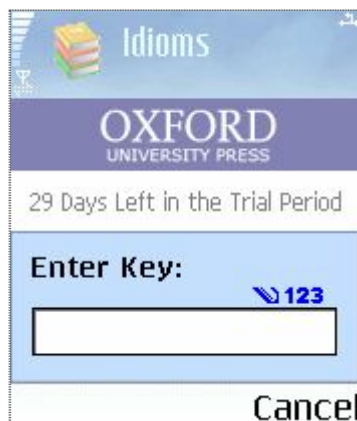 Idioms
OXFORD
UNIVERSITY PRESS
29 Days Left in the Trial Period
Enter Key:
123
Cancel